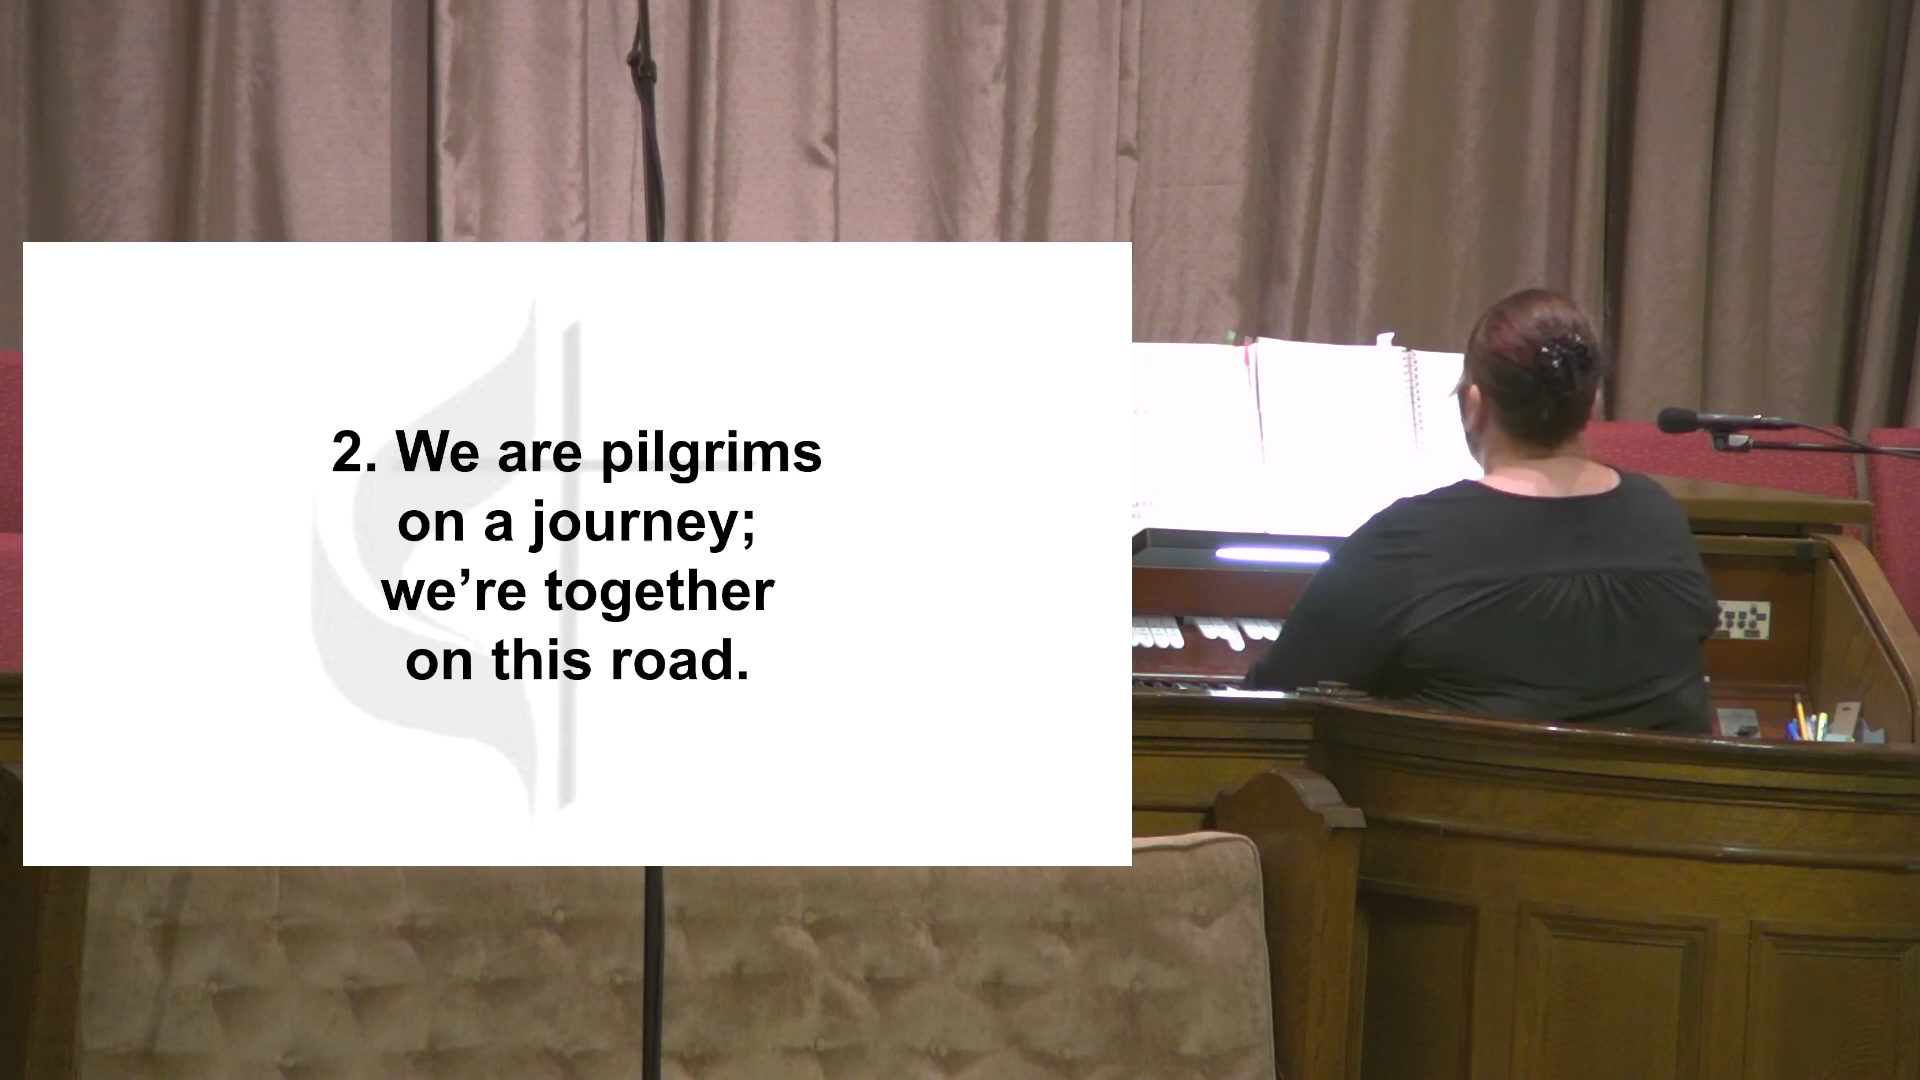 2. We are pilgrims
on a journey;
we’re together
on this road.